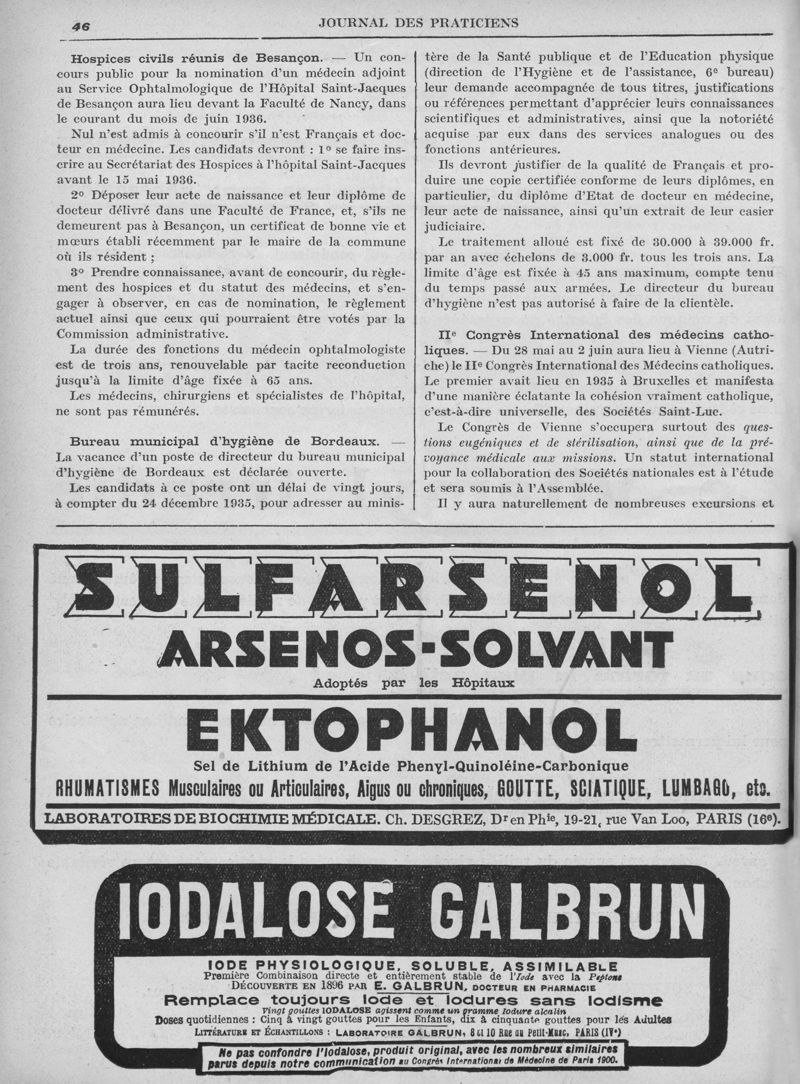 46
JOURNAL DES PRATICIENS
Hospices civils réunis de Besançon. — Un con-
cours public pour la nomination d'un médecin adjoint
au Service Ophtalmologique de l'Hôpital Saint-Jacques
de Besançon aura lieu devant la Faculté de Nancy, dans
le courant du mois de juin 1936.
Nul n'est admis à concourir s'il n'est Français et doc-
teur en médecine. Les candidats devront : 1º se faire ins-
crire au Secrétariat des Hospices à l'hôpital Saint-Jacques
avant le 15 mai 1936.
2º Déposer leur acte de naissance et leur diplôme de
docteur délivré dans une Faculté de France, et, s'ils ne
demeurent pas à Besançon, un certificat de bonne vie et
mœurs établi récemment par le maire de la commune
où ils résident ;
3º Prendre connaissance, avant de concourir, du règle-
ment des hospices et du statut des médecins, et s'en-
gager à observer, en cas de nomination, le règlement
actuel ainsi que ceux qui pourraient être votés par la
Commission administrative.
La durée des fonctions du médecin ophtalmologiste
est de trois ans, renouvelable par tacite reconduction
jusqu'à la limite d'âge fixée à 65 ans.
Les médecins, chirurgiens et spécialistes de l'hôpital,
ne sont pas rémunérés.
Bureau municipal d'hygiène de Bordeaux. —
La vacance d'un poste de directeur du bureau municipal
d'hygiène de Bordeaux est déclarée ouverte.
Les candidats à ce poste ont un délai de vingt jours,
à compter du 24 décembre 1935, pour adresser au minis-
tère de la Santé publique et de l'Education physique
(direction de l'Hygiène et de l'assistance, 6e bureau)
leur demande accompagnée de tous titres, justifications
ou références permettant d'apprécier leurs connaissances
scientifiques et administratives, ainsi que la notoriété
acquise par eux dans des services analogues ou des
fonctions antérieures.
Ils devront justifier de la qualité de Français et pro-
duire une copie certifiée conforme de leurs diplômes, en
particulier, du diplôme d'Etat de docteur en médecine,
leur acte de naissance, ainsi qu'un extrait de leur casier
judiciaire.
Le traitement alloué est fixé de 30.000 à 39.000 fr.
par an avec échelons de 3.000 fr. tous les trois ans. La
limite d'âge est fixée à 45 ans maximum, compte tenu
du temps passé aux armées. Le directeur du bureau
d'hygiène n'est pas autorisé à faire de la clientèle.
IIe Congrès International des médecins catho-
liques. — Du 28 mai au 2 juin aura lieu à Vienne (Autri-
che) le IIe Congrès International des Médecins catholiques.
Le premier avait lieu en 1935 à Bruxelles et manifesta
d'une manière éclatante la cohésion vraiment catholique,
c'est-à-dire universelle, des Sociétés Saint-Luc.
Le Congrès de Vienne s'occupera surtout des ques-
tions eugéniques et de stérilisation, ainsi que de la pré-
voyance médicale aux missions. Un statut international
pour la collaboration des Sociétés nationales est à l'étude
et sera soumis à l'Assemblée.
Il y aura naturellement de nombreuses excursions et
SULFARSENOL
ARSENOS-SOLVANT
Adoptés par les Hôpitaux
EKTOPHANOL
Sel de Lithium de l'Acide Phenyl-Quinoléine-Carbonique
RHUMATISMES Musculaires ou Articulaires, Aigus ou chroniques, GOUTTE, SCIATIQUE, LUMBAGO, etc.
LABORATOIRES DE BIOCHIMIE MÉDICALE. Ch. DESGREZ, Dr en Phie, 19-21, rue Van Loo, PARIS (16e).
IODALOSE GALBRUN
IODE PHYSIOLOGIQUE, SOLUBLE, ASSIMILABLE
Première Combinaison directe et entièrement stable de l'Iode avec la Peptone
DÉCOUVERTE EN 1896 PAR E. GALBRUN, DOCTEUR EN PHARMACIE
Remplace toujours Iode et Iodures sans Iodisme
Vingt gouttes IODALOSE agissent comme un gramme Iodure alcalin
Doses quotidiennes : Cinq à vingt gouttes pour les Enfants, dix à cinquante gouttes pour les Adultes
LITTÉRATURE ET ÉCHANTILLONS : LABORATOIRE GALBRUN, 8 et 10 Rue du Petit-Musc, PARIS (IVe)
Ne pas confondre l'Iodalose, produit original, avec les nombreux similaires
parus depuis notre communication au Congrès International de Médecine de Paris 1900.